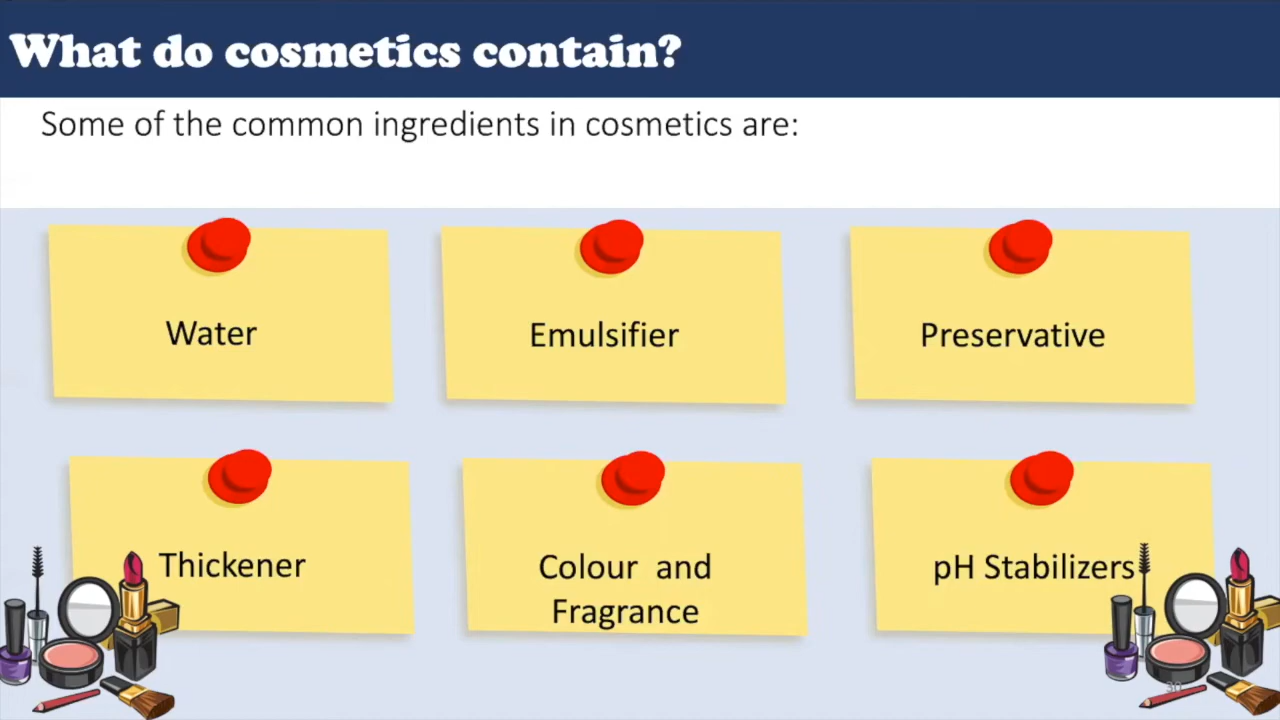 What do cosmetics contain?
Some of the common ingredients in cosmetics are:
Water
Emulsifier
Preservative
Thickener
Colour and
Fragrance
pH Stabilizers
30